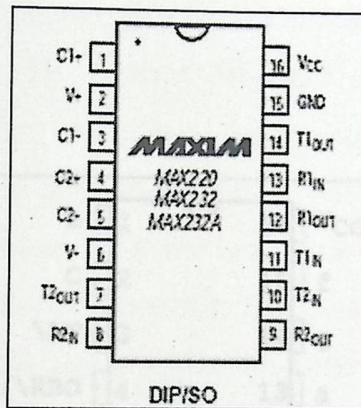 C1+ 1
V+ 2
C1- 3
C2+ 4
C2- 5
V- 6
T2OUT 7
R2IN 8
MAXIM
MAX220
MAX232
MAX232A
16 VCC
15 GND
14 T1OUT
13 R1IN
12 R1OUT
11 T1IN
10 T2IN
9 R2OUT
DIP/SO